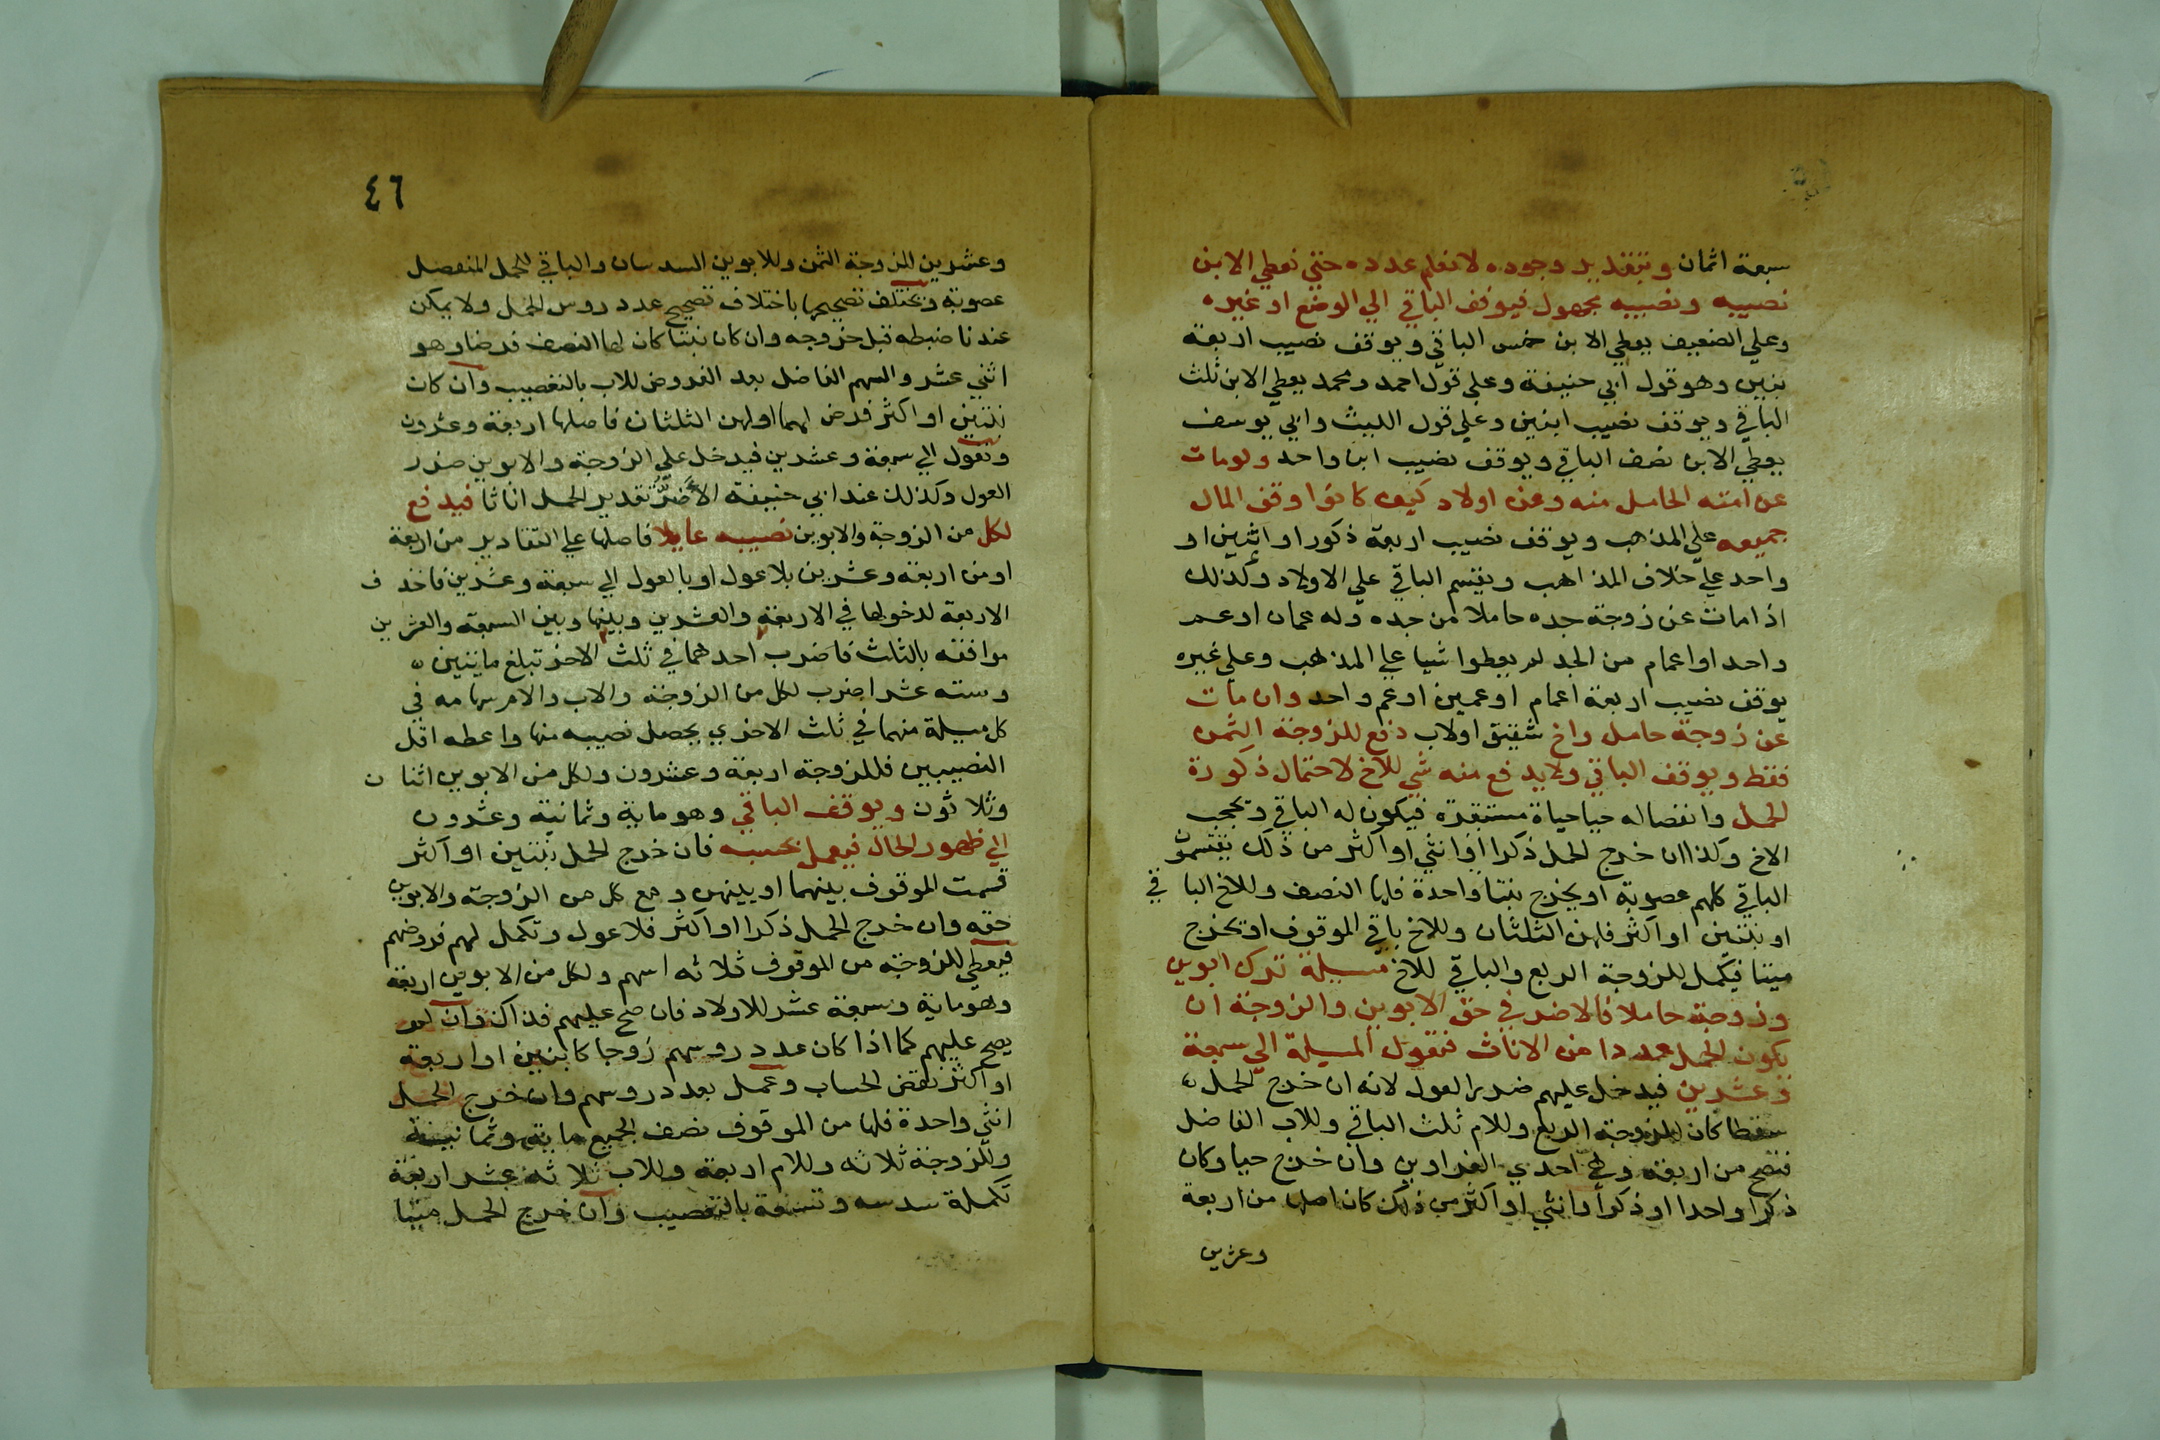 سبعة اثمان وبتقدير وجوده لا نعلم عدده حتي نعطي الابن
نصيبه ونصيبه مجهول فيوقف الباقي الي الوضع او غيره
وعلي الضعيف يعطي الابن خمس الباقي ويوقف نصيب اربعة
بنين وهو قول ابي حنيفة وعلي قول احمد ومحمد يعطي الابن ثلث
الباقي ويوقف نصيب ابنين وعلي قول الليث وابي يوسف
يعطي الابن نصف الباقي ويوقف نصيب ابن واحد ولو مات
عن امته الحامل منه وعن اولاد كيف كانوا وقف المال
جميعه علي المذهب ويوقف نصيب اربعة ذكور او اثنين او
واحد علي خلاف المذاهب ويقسم الباقي علي الاولاد وكذلك
اذا مات عن زوجة جده حاملا من جده وله عمان او عم
واحد او اعمام من الجد لم يعطوا شيا علي المذهب وعلي غيره
يوقف نصيب اربعة اعمام او عمين او عم واحد وان مات
عن زوجة حامل واخ شقيق او لاب دفع للزوجة الثمن
فقط ويوقف الباقي ولا يدفع منه شي للاخ لاحتمال ذكورة
الحمل وانفصاله حيا حياة مستقرة فيكون له الباقي ويحجب
الاخ وكذا ان خرج الحمل ذكرا او انثي او اكثر من ذلك يقتسمون
الباقي كلهم عصوبة او يخرج بنتا واحدة فلها النصف وللاخ الباقي
او بنتين او اكثر فلهن الثلثان وللاخ باقي الموقوف او يخرج
ميتا فيكمل للزوجة الربع والباقي للاخ مسيلة ترك ابوين
وزوجة حاملا فالاضر في حق الابوين والزوجة ان
يكون الحمل عددا من الاناث فتعول المسيلة الي سبعة
وعشرين فيدخل عليهم ضرر العول لانه ان خرج الحمل
سقطا كان للزوجة الربع وللام ثلث الباقي وللاب الفاضل
فتصح من اربعة وهي احدي الغراوين وان خرج حيا وكان
ذكرا واحدا او ذكرا وانثي او اكثر من ذلك كان اصلها من اربعة
وعشرين
٤٦
وعشرين للزوجة الثمن وللابوين السدسان والباقي للحمل المنفصل
عصوبة ويختلف تصحيحها باختلاف تصحيح عدد روس الحمل ولا يمكن
عندنا ضبطه قبل خروجه وان كان بنتا كان لها النصف فرضا وهو
اثني عشر والسهم الفاضل بعد الفروض للاب بالتعصيب وان كان
بنتين او اكثر فرض لهما او لهن الثلثان فاصلها اربعة وعشرون
وتعول الي سبعة وعشرين فيدخل علي الزوجة والابوين ضرر
العول وكذلك عند ابي حنيفة الاضر تقدير الحمل اناثا فيدفع
لكل من الزوجة والابوين نصيبه عايلا فاصلها علي التقادير من اربعة
او من اربعة وعشرين بلا عول او بالعول الي سبعة وعشرين فاحذف
الاربعة لدخولها في الاربعة والعشرين وبينها وبين السبعة والعشرين
موافقة بالثلث فاضرب احدهما في ثلث الاخر تبلغ مايتين
وستة عشر اضرب لكل من الزوجة والاب والام سهامه في
كل مسيلة منهما في ثلث الاخري يحصل نصيبه منها واعطه اقل
النصيبين فللزوجة اربعة وعشرون ولكل من الابوين اثنان
وثلاثون ويوقف الباقي وهو ماية وثمانية وعشرون
الي ظهور الحال فيعمل بحسبه فان خرج الحمل بنتين او اكثر
قسمت الموقوف بينهما او بينهن ومع كل من الزوجة والابوين
حقه وان خرج الحمل ذكرا او اكثر فلا عول وتكمل لهم فروضهم
فيعطي للزوجة من الموقوف ثلاثه اسهم ولكل من الابوين اربعة
وهو ماية وسبعة عشر للاولاد فان صح عليهم فذاك وان لم
يصح عليهم كما اذا كان عدد روسهم زوجا كابنين او اربعة
او اكثر نقض الحساب وعمل بعدد روسهم وان خرج الحمل
انثي واحدة فلها من الموقوف نصف الجميع ماية وثمانية
وللزوجة ثلاثه وللام اربعة وللاب ثلاثة عشر اربعة
تكملة سدسه وتسعة بالتعصيب وان خرج الحمل ميتا